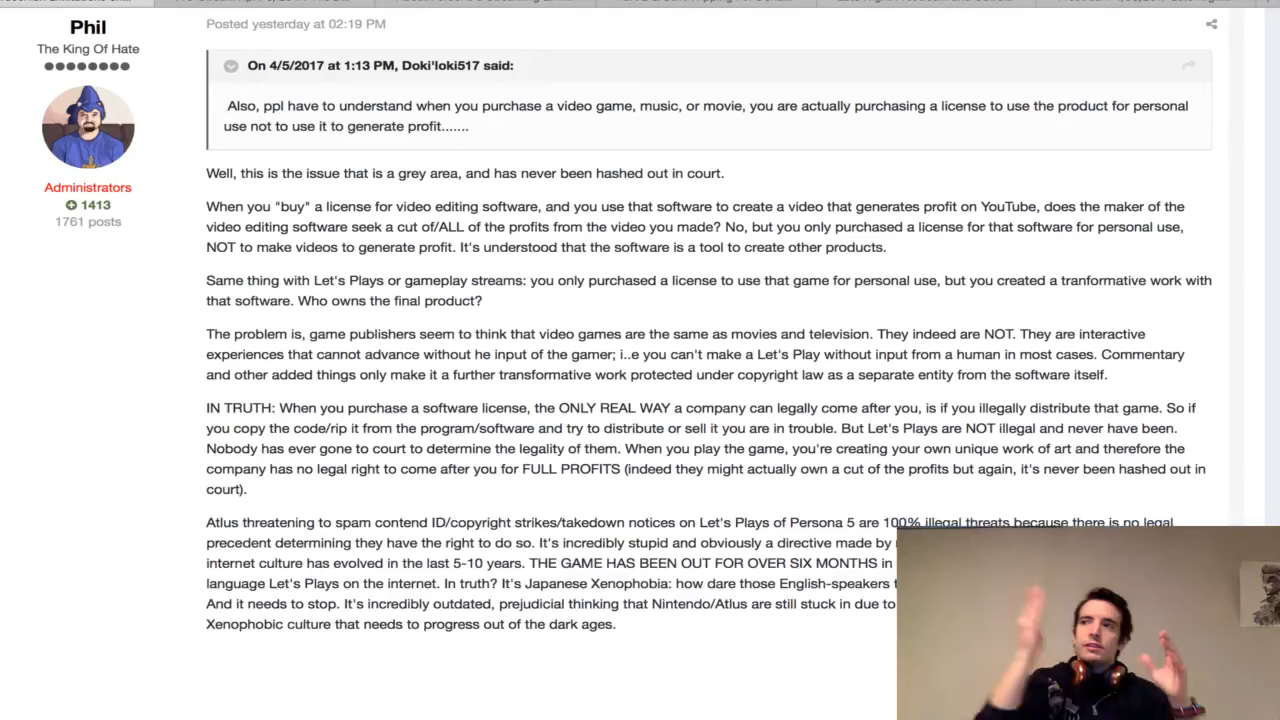 Phil
The King Of Hate
Administrators
1413
1761 posts
Posted yesterday at 02:19 PM
On 4/5/2017 at 1:13 PM, Doki'loki517 said:
Also, ppl have to understand when you purchase a video game, music, or movie, you are actually purchasing a license to use the product for personal
use not to use it to generate profit.......
Well, this is the issue that is a grey area, and has never been hashed out in court.
When you "buy" a license for video editing software, and you use that software to create a video that generates profit on YouTube, does the maker of the
video editing software seek a cut of/ALL of the profits from the video you made? No, but you only purchased a license for that software for personal use,
NOT to make videos to generate profit. It's understood that the software is a tool to create other products.
Same thing with Let's Plays or gameplay streams: you only purchased a license to use that game for personal use, but you created a tranformative work with
that software. Who owns the final product?
The problem is, game publishers seem to think that video games are the same as movies and television. They indeed are NOT. They are interactive
experiences that cannot advance without he input of the gamer; i..e you can't make a Let's Play without input from a human in most cases. Commentary
and other added things only make it a further transformative work protected under copyright law as a separate entity from the software itself.
IN TRUTH: When you purchase a software license, the ONLY REAL WAY a company can legally come after you, is if you illegally distribute that game. So if
you copy the code/rip it from the program/software and try to distribute or sell it you are in trouble. But Let's Plays are NOT illegal and never have been.
Nobody has ever gone to court to determine the legality of them. When you play the game, you're creating your own unique work of art and therefore the
company has no legal right to come after you for FULL PROFITS (indeed they might actually own a cut of the profits but again, it's never been hashed out in
court).
Atlus threatening to spam contend ID/copyright strikes/takedown notices on Let's Plays of Persona 5 are 100% illegal threats because there is no legal
precedent determining they have the right to do so. It's incredibly stupid and obviously a directive made by
internet culture has evolved in the last 5-10 years. THE GAME HAS BEEN OUT FOR OVER SIX MONTHS in
language Let's Plays on the internet. In truth? It's Japanese Xenophobia: how dare those English-speakers
And it needs to stop. It's incredibly outdated, prejudicial thinking that Nintendo/Atlus are still stuck in due to
Xenophobic culture that needs to progress out of the dark ages.